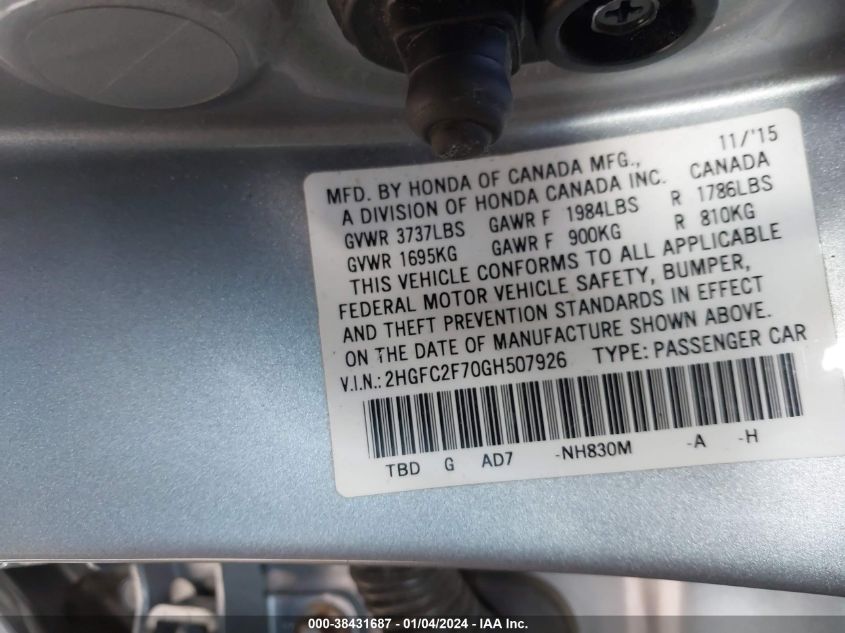 11/'15
MFD. BY HONDA OF CANADA MFG.,
A DIVISION OF HONDA CANADA INC. CANADA
GVWR 3737LBS GAWR F 1984LBS R 1786LBS
GVWR 1695KG GAWR F 900KG R 810KG
THIS VEHICLE CONFORMS TO ALL APPLICABLE
FEDERAL MOTOR VEHICLE SAFETY, BUMPER,
AND THEFT PREVENTION STANDARDS IN EFFECT
ON THE DATE OF MANUFACTURE SHOWN ABOVE.
V.I.N.: 2HGFC2F70GH507926 TYPE: PASSENGER CAR
TBD G AD7 -NH830M -A -H
000-38431687 - 01/04/2024 - IAA Inc.